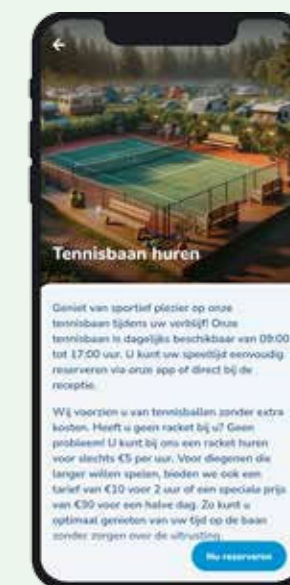 Tennisbaan huren
Geniet van sportief plezier op onze
tennisbaan tijdens uw verblijf! Onze
tennisbaan is dagelijks beschikbaar van 09:00
tot 17:00 uur. U kunt uw speeltijd eenvoudig
reserveren via onze app of direct bij de
receptie.
Wij voorzien u van tennisballen zonder extra
kosten. Heeft u geen racket bij u? Geen
probleem! U kunt bij ons een racket huren
voor slechts €5 per uur. Voor diegenen die
langer willen spelen, bieden we ook een
tarief van €10 voor 2 uur of een speciale prijs
van €30 voor een halve dag. Zo kunt u
optimaal genieten van uw tijd op de baan
zonder zorgen over de uitrusting.
Nu reserveren